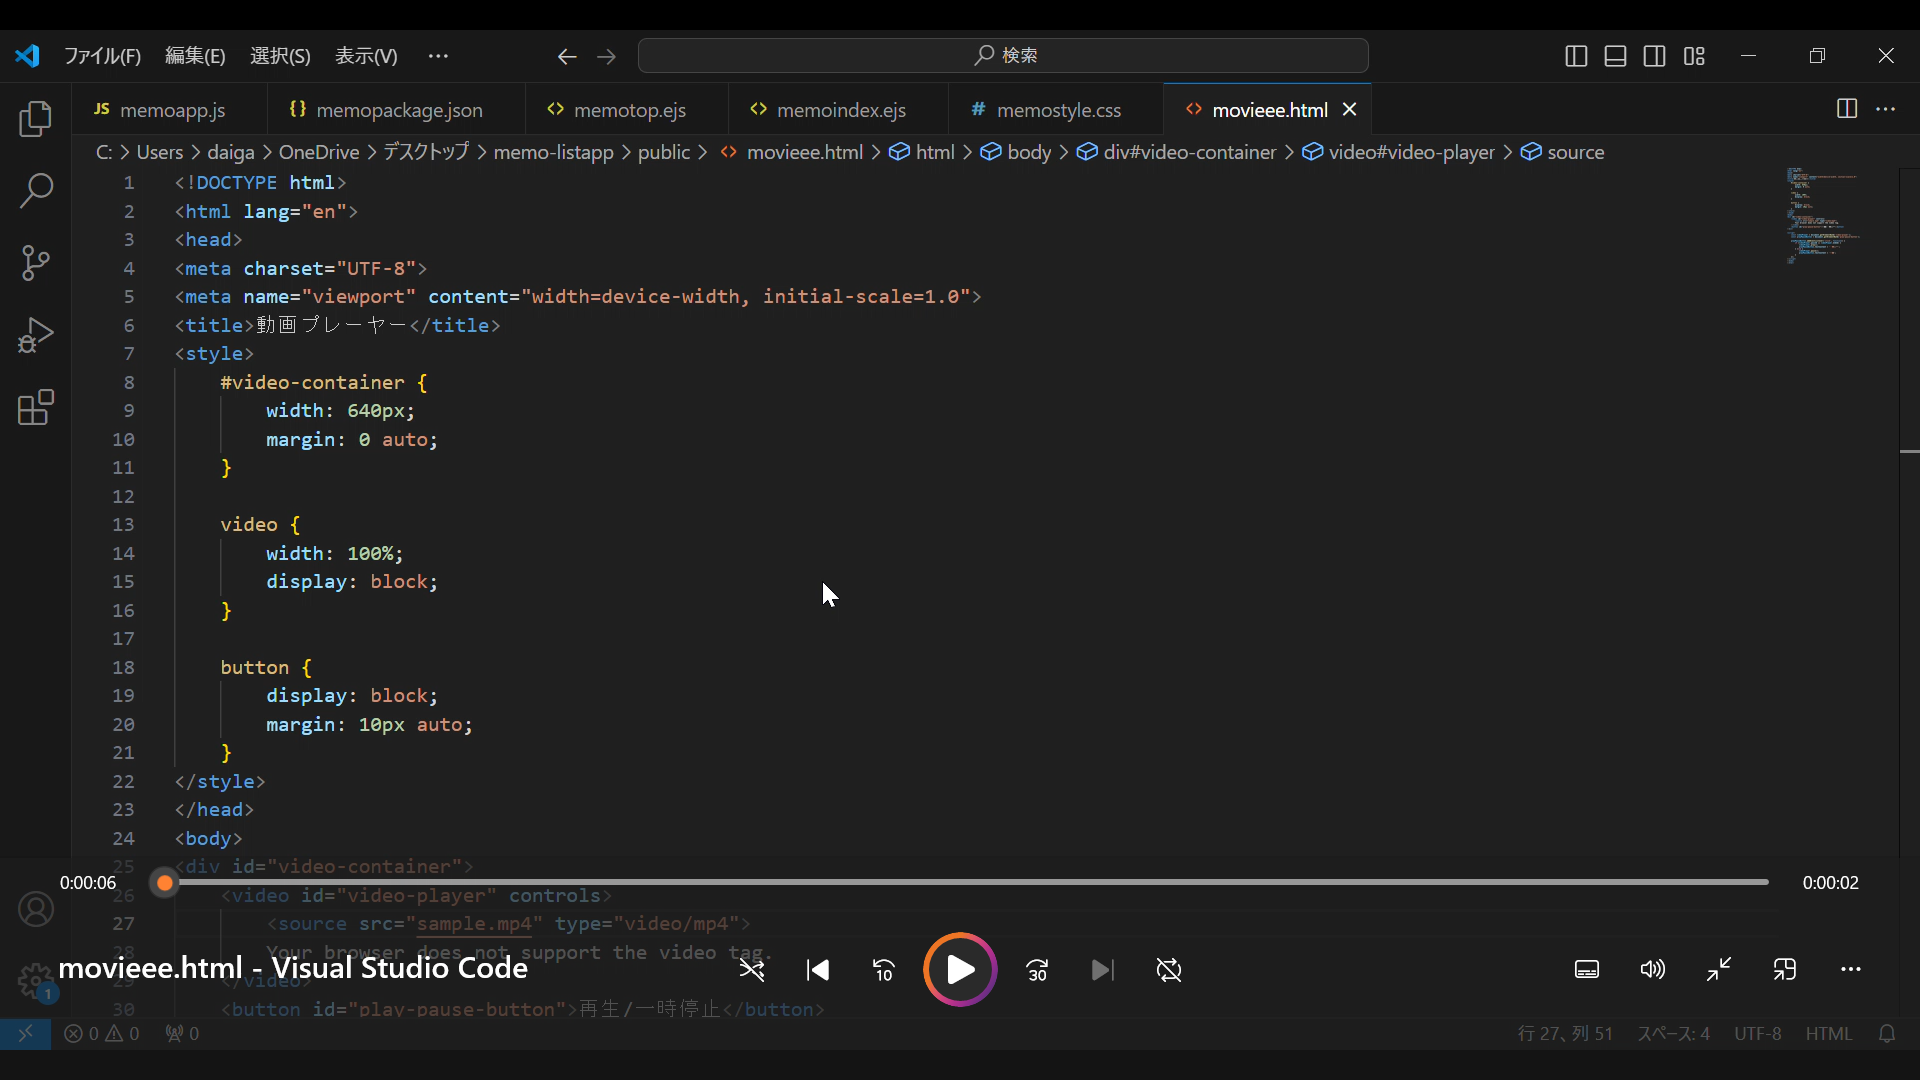 ファイル(F) 編集(E) 選択(S) 表示(V) ··· 検索
JS memoapp.js {} memopackage.json <> memotop.ejs <> memoindex.ejs # memostyle.css <> movieee.html
C: > Users > daiga > OneDrive > デスクトップ > memo-listapp > public > <> movieee.html > html > body > div#video-container > video#video-player > source
1 <!DOCTYPE html>
2 <html lang="en">
3 <head>
4 <meta charset="UTF-8">
5 <meta name="viewport" content="width=device-width, initial-scale=1.0">
6 <title>動画プレーヤー</title>
7 <style>
8 #video-container {
9 width: 640px;
10 margin: 0 auto;
11 }
12
13 video {
14 width: 100%;
15 display: block;
16 }
17
18 button {
19 display: block;
20 margin: 10px auto;
21 }
22 </style>
23 </head>
24 <body>
25 <div id="video-container">
0:00:06 0:00:02
26 <video id="video-player" controls>
27 <source src="sample.mp4" type="video/mp4">
28 Your browser does not support the video tag.
movieee.html - Visual Studio Code
10 30
29 </video>
1
30 <button id="play-pause-button">再生/一時停止</button>
0 0 0 行 27、列 51 スペース: 4 UTF-8 HTML